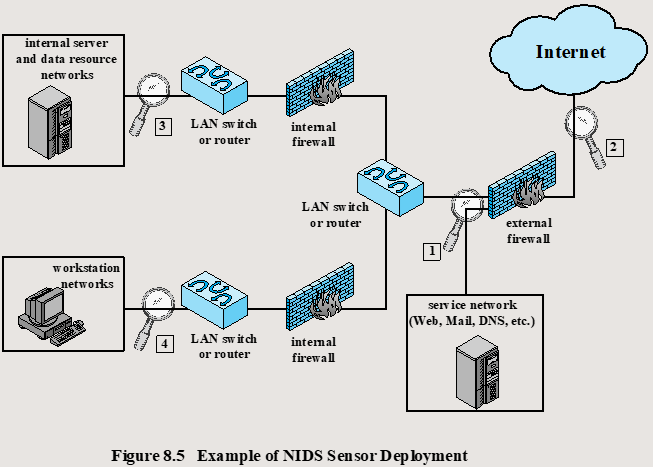 internal server
and data resource
networks
3
LAN switch
or router
internal
firewall
Internet
2
LAN switch
or router
1
external
firewall
workstation
networks
4
LAN switch
or router
internal
firewall
service network
(Web, Mail, DNS, etc.)
Figure 8.5 Example of NIDS Sensor Deployment